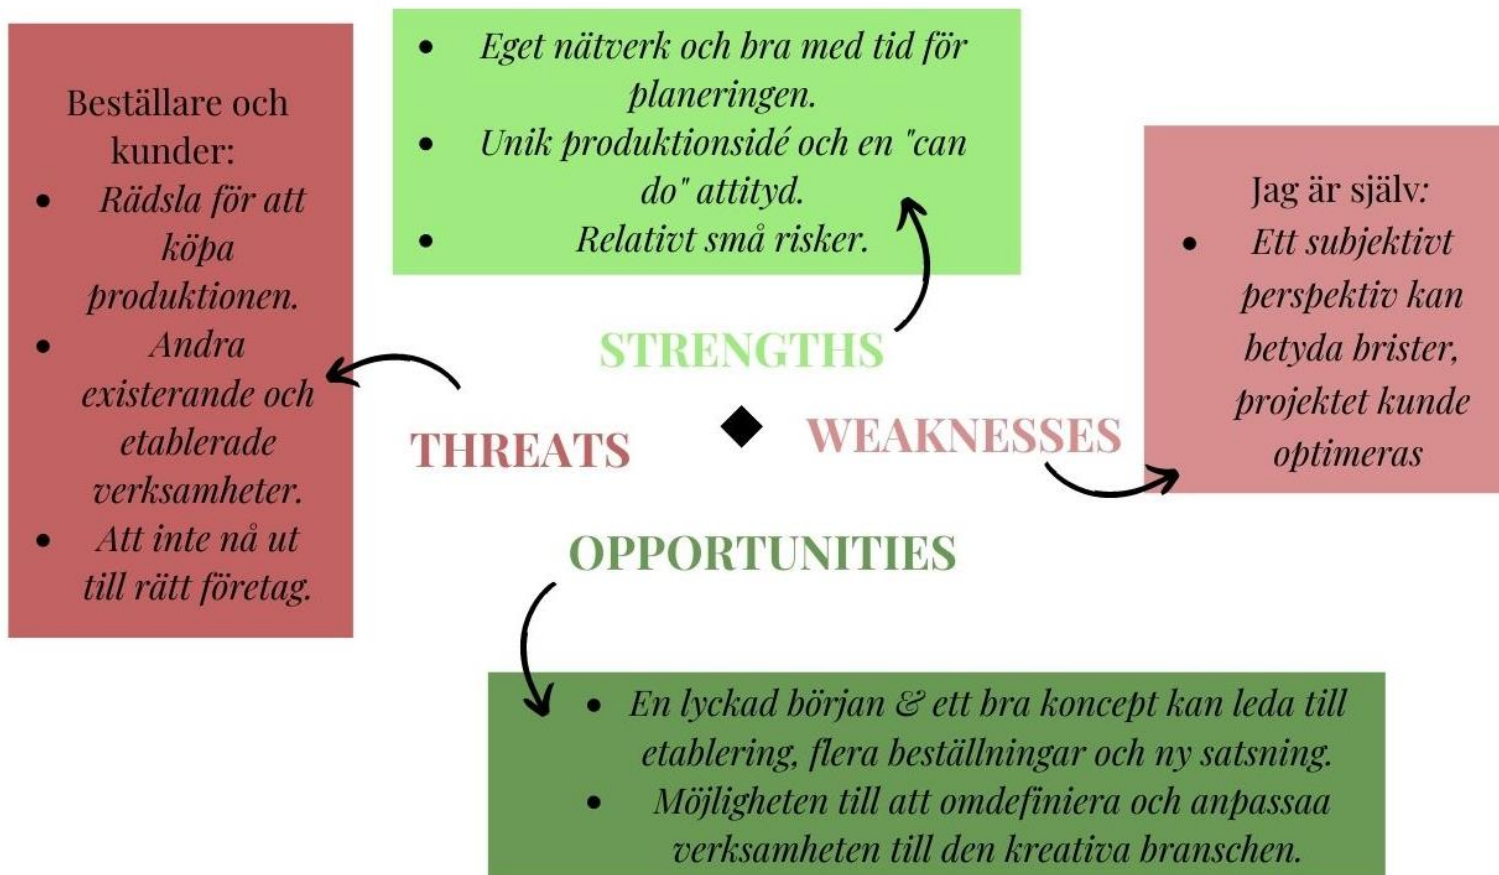 • Eget nätverk och bra med tid för
planeringen.
• Unik produktionsidé och en "can
do" attityd.
• Relativt små risker.
Beställare och
kunder:
• Rädsla för att
köpa
produktionen.
• Andra
existerande och
etablerade
verksamheter.
• Att inte nå ut
till rätt företag.
Jag är själv:
• Ett subjektivt
perspektiv kan
betyda brister,
projektet kunde
optimeras
STRENGTHS
THREATS
WEAKNESSES
OPPORTUNITIES
• En lyckad början & ett bra koncept kan leda till
etablering, flera beställningar och ny satsning.
• Möjligheten till att omdefiniera och anpassaa
verksamheten till den kreativa branschen.